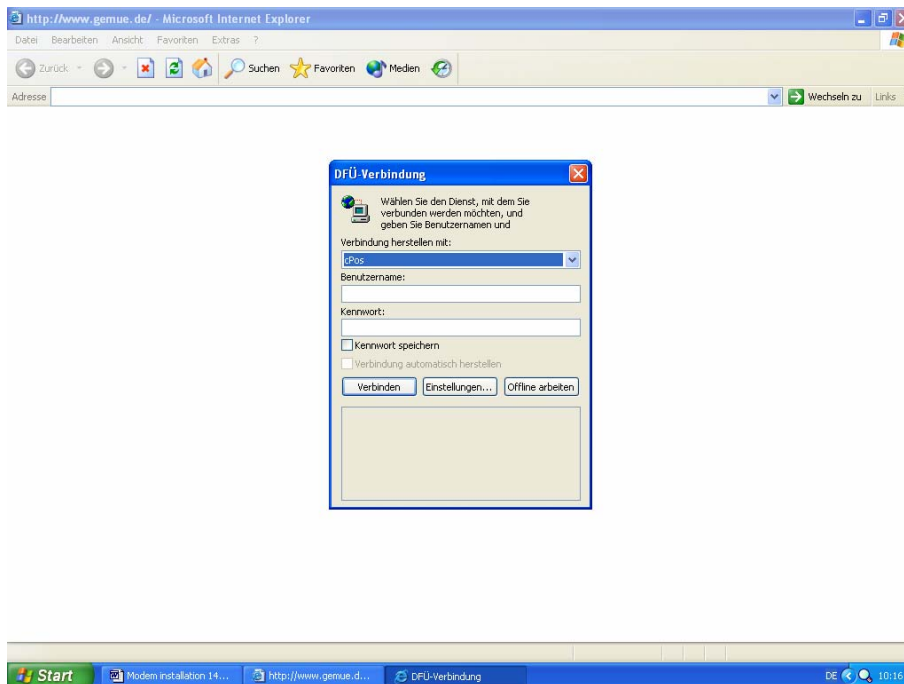 http://www.gemue.de/ - Microsoft Internet Explorer
Datei Bearbeiten Ansicht Favoriten Extras ?
Zurück Suchen Favoriten Medien
Adresse Wechseln zu Links
DFÜ-Verbindung
Wählen Sie den Dienst, mit dem Sie
verbunden werden möchten, und
geben Sie Benutzernamen und
Verbindung herstellen mit:
cPos
Benutzername:
Kennwort:
Kennwort speichern
Verbindung automatisch herstellen
Verbinden Einstellungen... Offline arbeiten
Start Modem installation 14... http://www.gemue.d... DFÜ-Verbindung DE 10:16